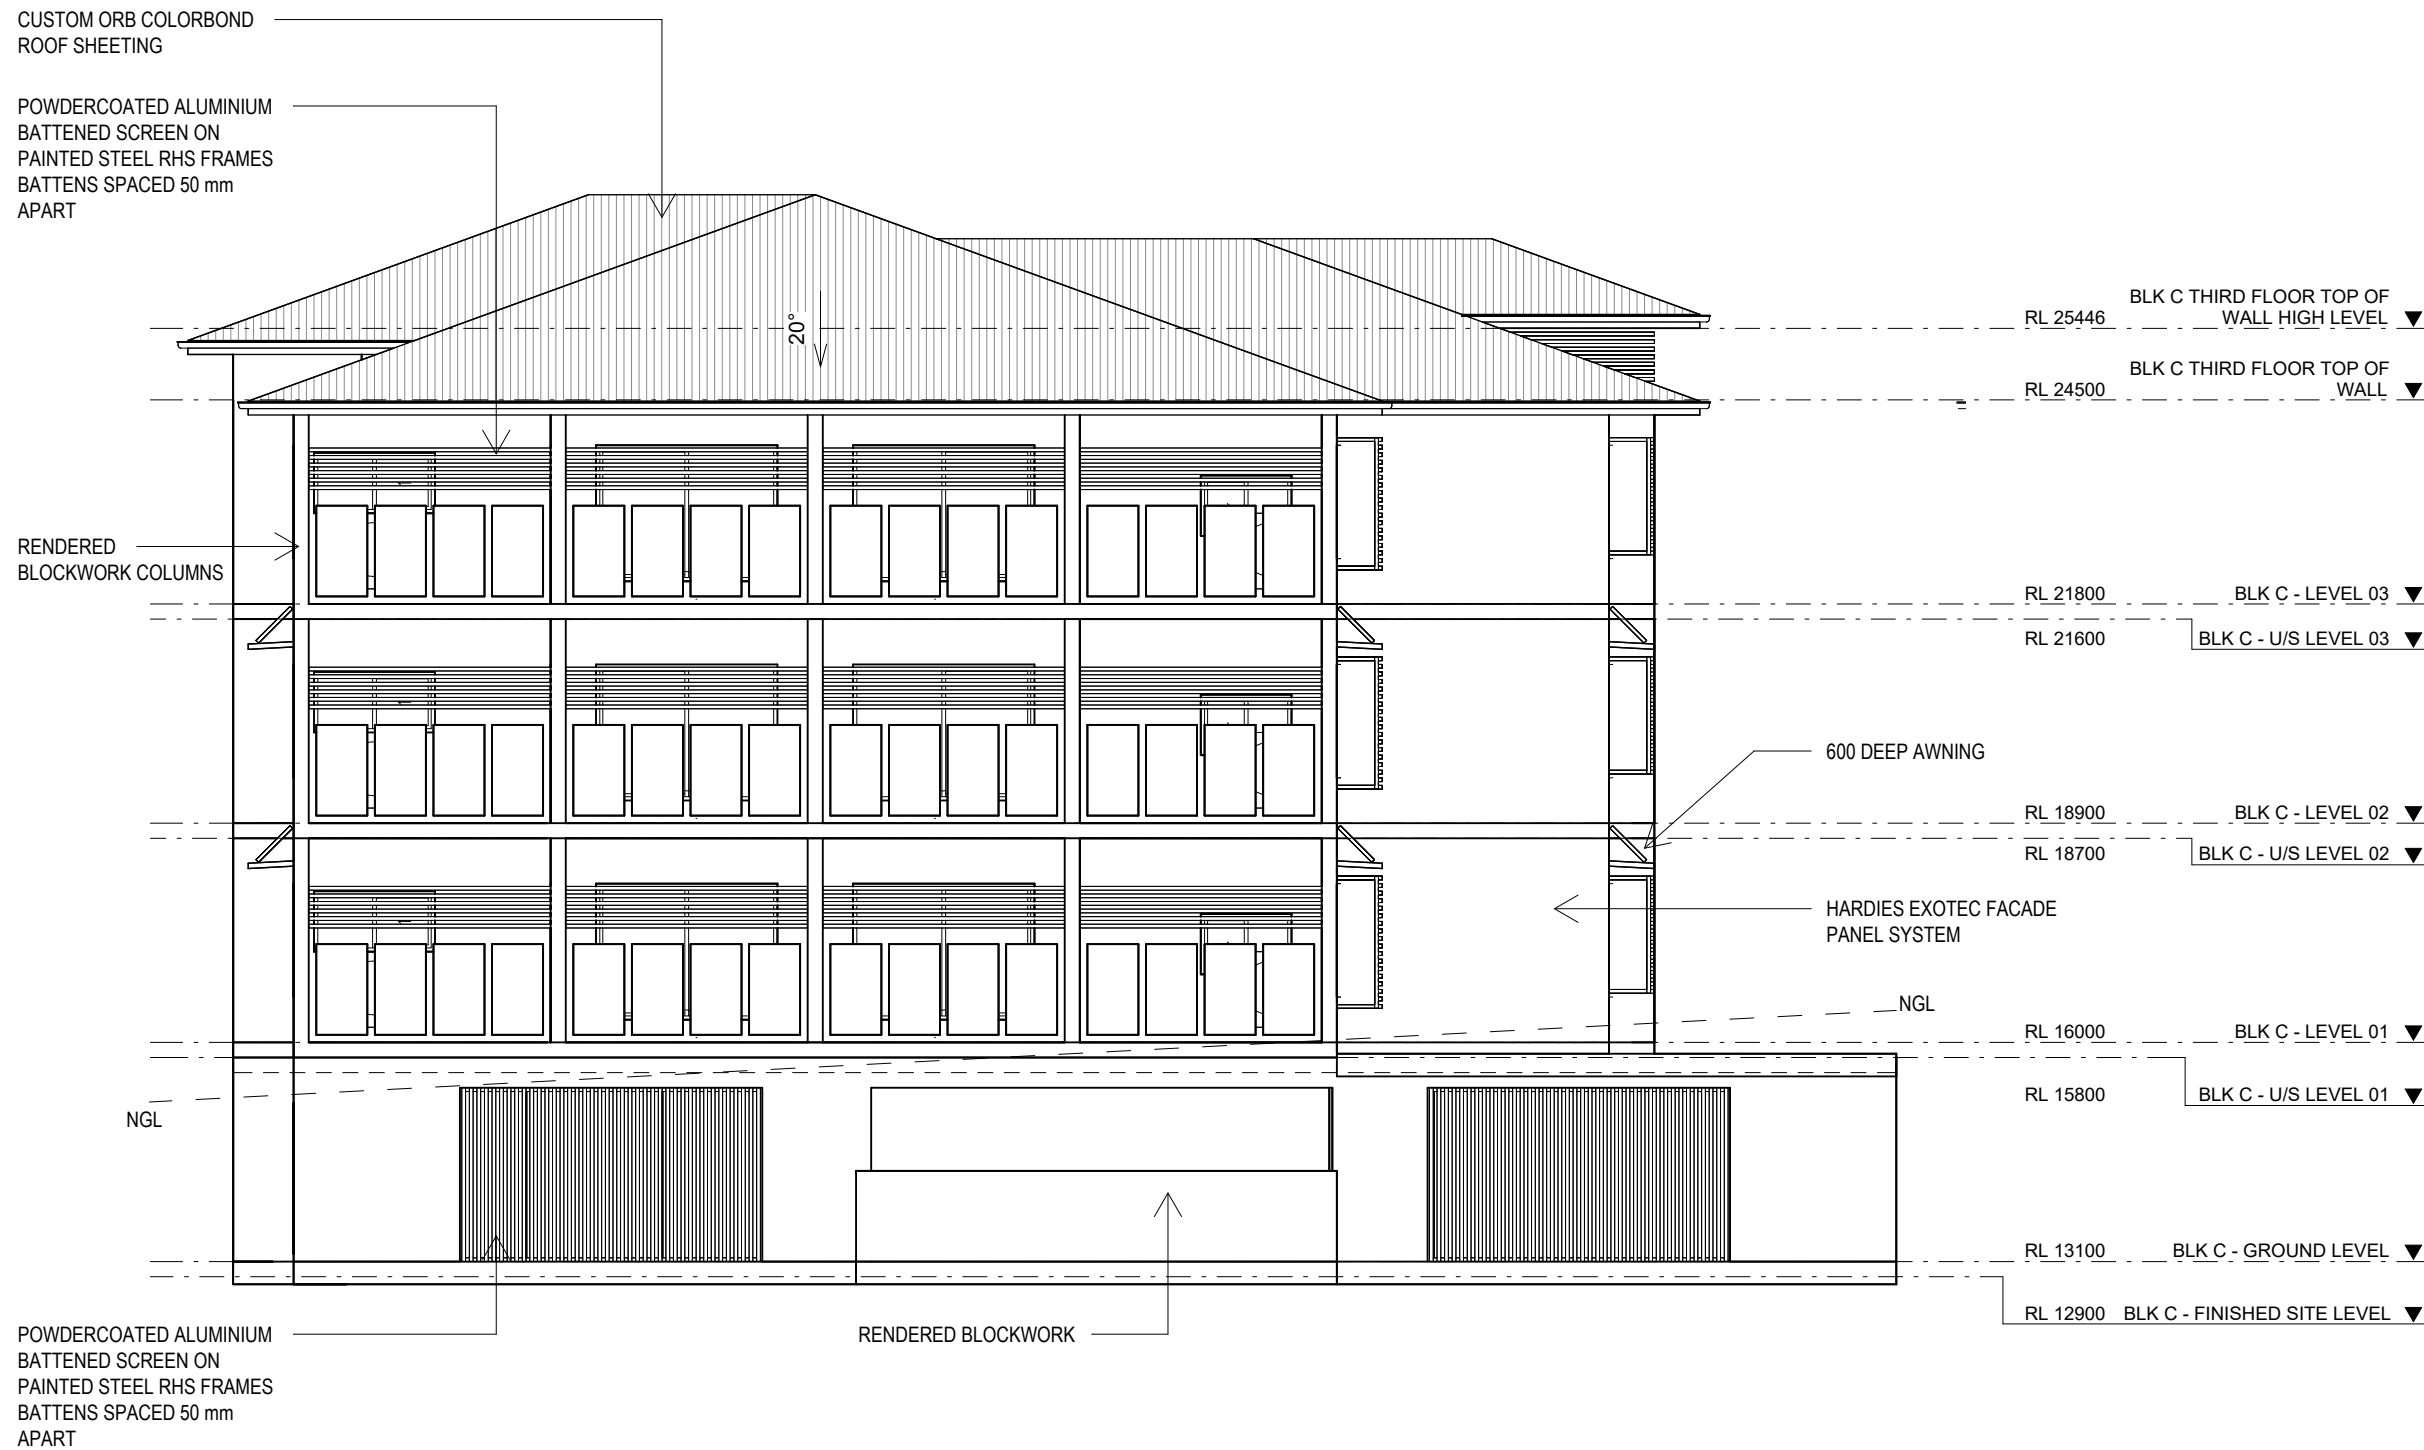 CUSTOM ORB COLORBOND
ROOF SHEETING
POWDERCOATED ALUMINIUM
BATTENED SCREEN ON
PAINTED STEEL RHS FRAMES
BATTENS SPACED 50 mm
APART
20°
RL 25446 BLK C THIRD FLOOR TOP OF
WALL HIGH LEVEL
RL 24500 BLK C THIRD FLOOR TOP OF
WALL
RENDERED
BLOCKWORK COLUMNS
RL 21800 BLK C - LEVEL 03
RL 21600 BLK C - U/S LEVEL 03
600 DEEP AWNING
RL 18900 BLK C - LEVEL 02
RL 18700 BLK C - U/S LEVEL 02
HARDIES EXOTEC FACADE
PANEL SYSTEM
NGL
RL 16000 BLK C - LEVEL 01
RL 15800 BLK C - U/S LEVEL 01
NGL
RL 13100 BLK C - GROUND LEVEL
RL 12900 BLK C - FINISHED SITE LEVEL
POWDERCOATED ALUMINIUM
BATTENED SCREEN ON
PAINTED STEEL RHS FRAMES
BATTENS SPACED 50 mm
APART
RENDERED BLOCKWORK